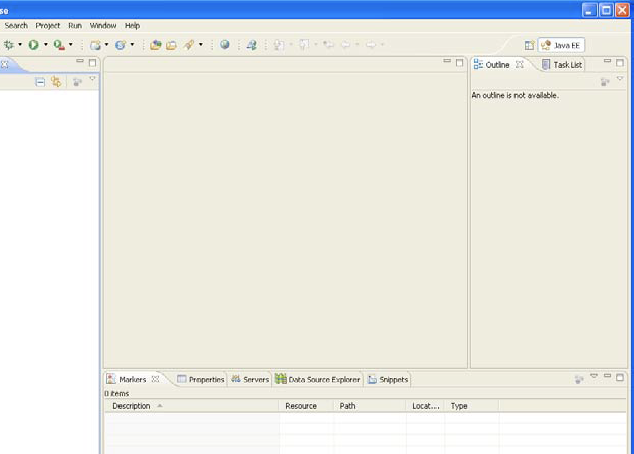 se
Search Project Run Window Help
Java EE
Outline Task List
An outline is not available.
Markers Properties Servers Data Source Explorer Snippets
0 items
Description Resource Path Locat... Type